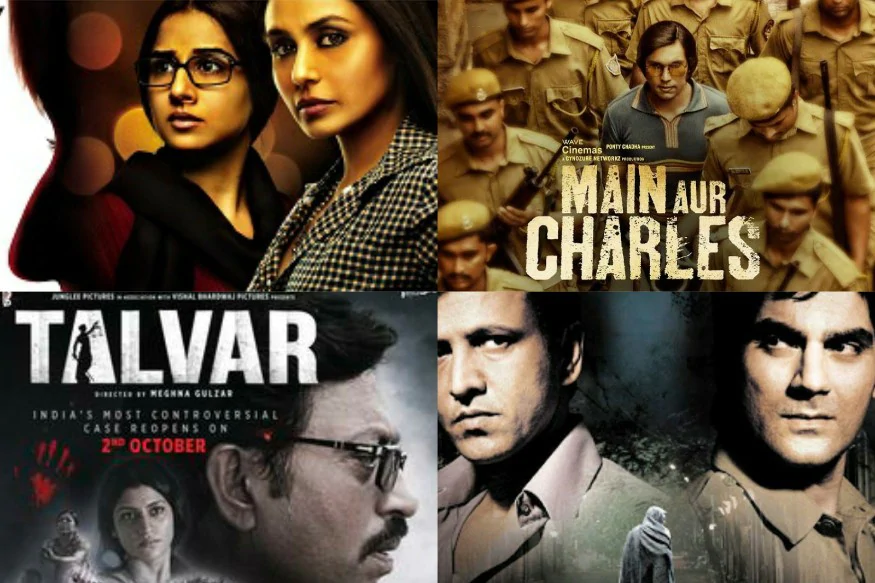 WAVE
Cinemas PONTY CHADHA PRESENT
A CYNOZURE NETWORKZ PRODUCTION
MAIN AUR
CHARLES
JUNGLEE PICTURES IN ASSOCIATION WITH VISHAL BHARDWAJ PICTURES PRESENTS
TALVAR
DIRECTED BY MEGHNA GULZAR
INDIA'S MOST CONTROVERSIAL
CASE REOPENS ON
2ND OCTOBER